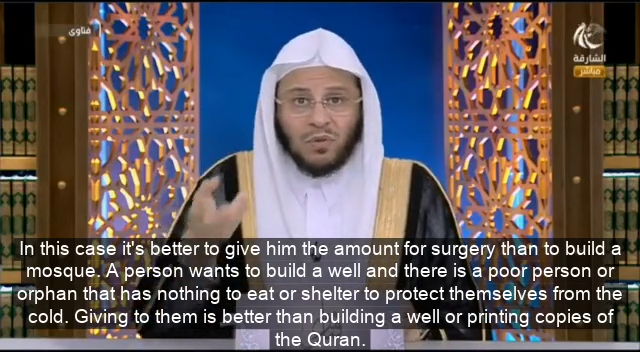 فتاوى
الشارقة
مباشر
In this case it's better to give him the amount for surgery than to build a
mosque. A person wants to build a well and there is a poor person or
orphan that has nothing to eat or shelter to protect themselves from the
cold. Giving to them is better than building a well or printing copies of
the Quran.